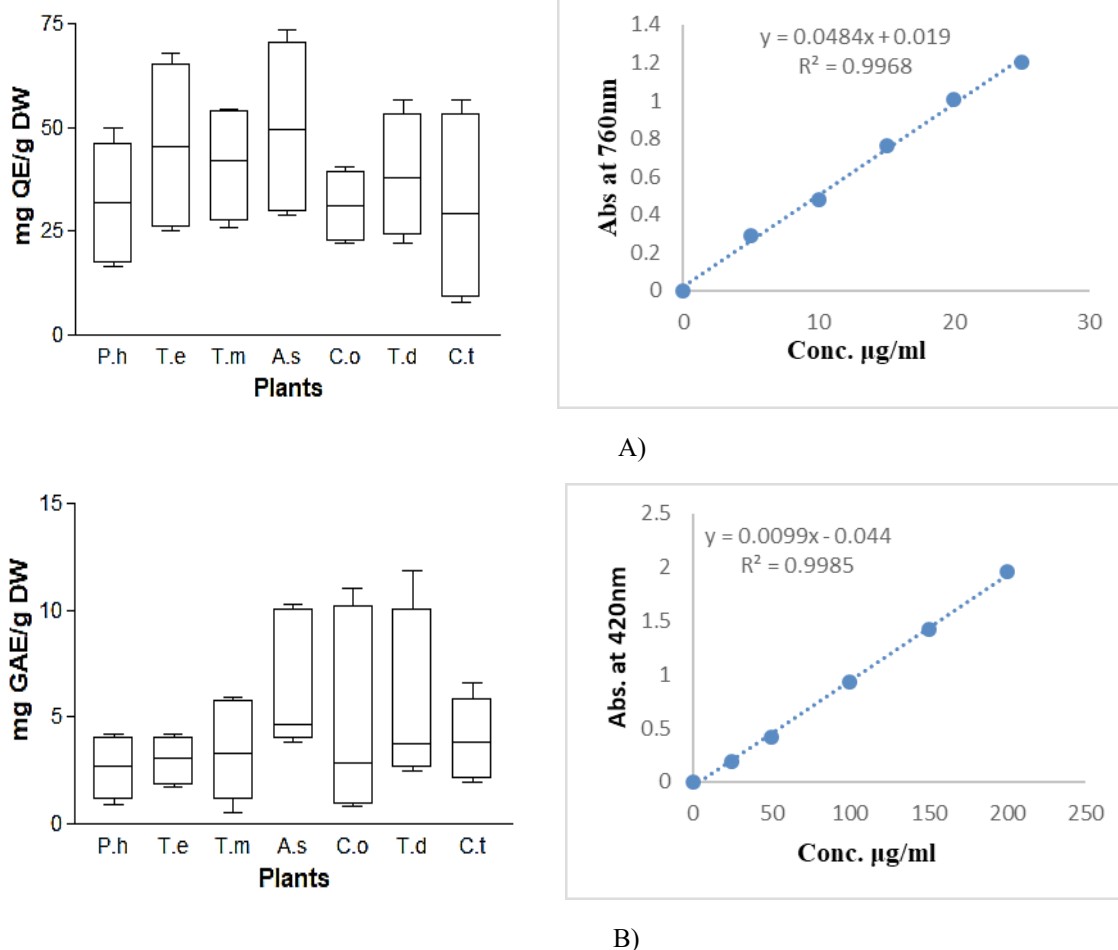 75
50
25
0
mg QE/g DW
P.h T.e T.m A.s C.o T.d C.t
Plants
1.4
1.2
1
0.8
0.6
0.4
0.2
0
Abs at 760nm
y = 0.0484x + 0.019
R² = 0.9968
0 10 20 30
Conc. µg/ml
A)
15
10
5
0
mg GAE/g DW
P.h T.e T.m A.s C.o T.d C.t
Plants
2.5
2
1.5
1
0.5
0
Abs. at 420nm
y = 0.0099x - 0.044
R² = 0.9985
0 50 100 150 200 250
Conc. µg/ml
B)